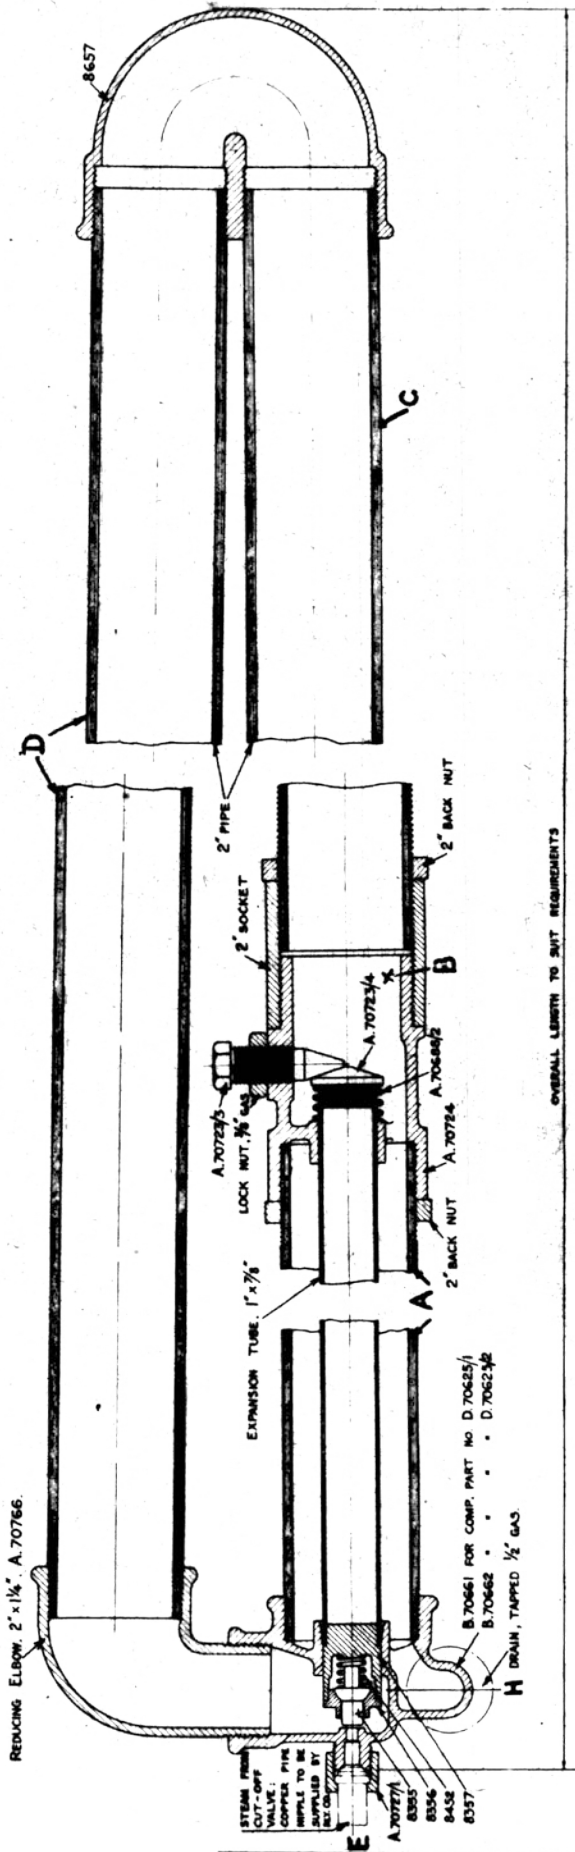 8657
C
D
2" PIPE
2" SOCKET
2" BACK NUT
B
A.70723/4
A.70688/2
A.70724
2" BACK NUT
A.70723/3
LOCK NUT, 3/8" GAS
A
EXPANSION TUBE. 1" x 7/8"
OVERALL LENGTH TO SUIT REQUIREMENTS
REDUCING ELBOW. 2" x 1¼". A.70766.
B.70661 FOR COMP. PART NO D.70625/1
B.70662 " " " " D.70625/2
H DRAIN, TAPPED ½" GAS.
STEAM FROM
CUT-OFF
VALVE:
COPPER PIPE
NIPPLE TO BE
SUPPLIED BY
RLY. CO.
E
A.70727/1
8355
8356
8452
8357